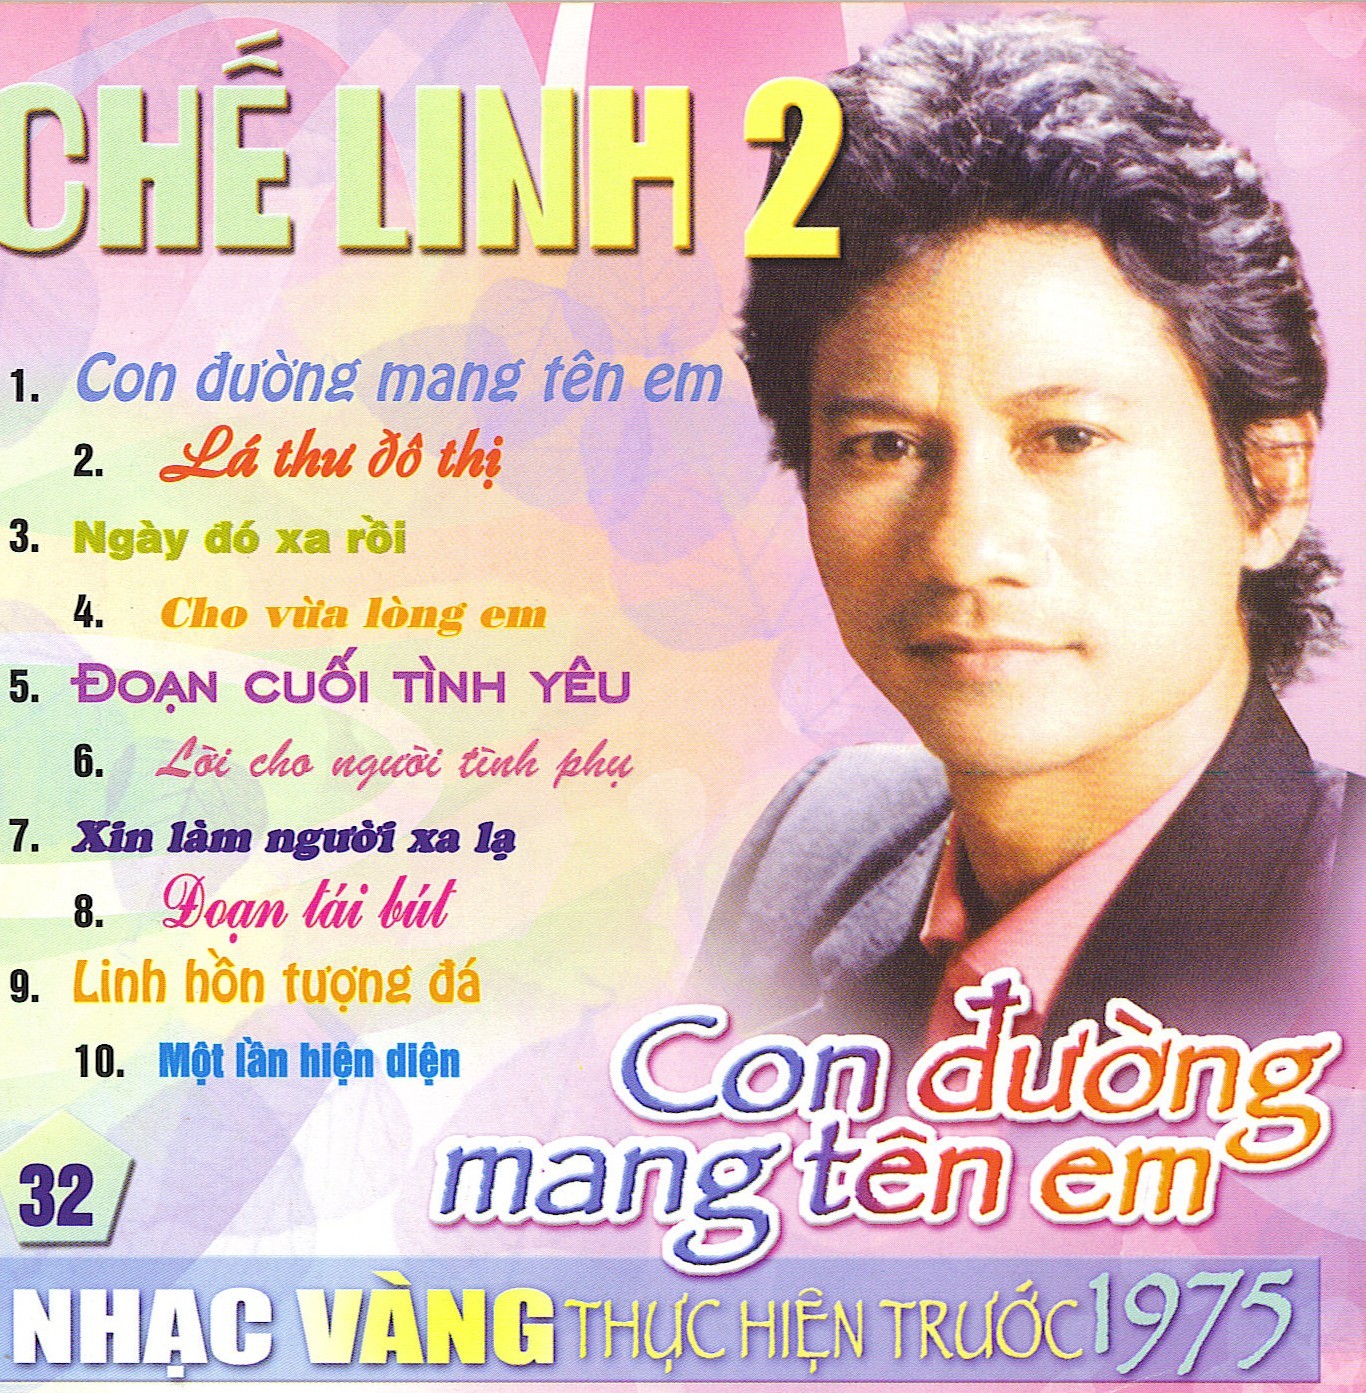 CHẾ LINH 2
1. Con đường mang tên em
2. Lá thư đô thị
3. Ngày đó xa rồi
4. Cho vừa lòng em
5. ĐOẠN CUỐI TÌNH YÊU
6. Lời cho người tình phụ
7. Xin làm người xa lạ
8. Đoạn tái bút
9. Linh hồn tượng đá
10. Một lần hiện diện
Con đường
mang tên em
32
NHẠC VÀNG THỰC HIỆN TRƯỚC 1975